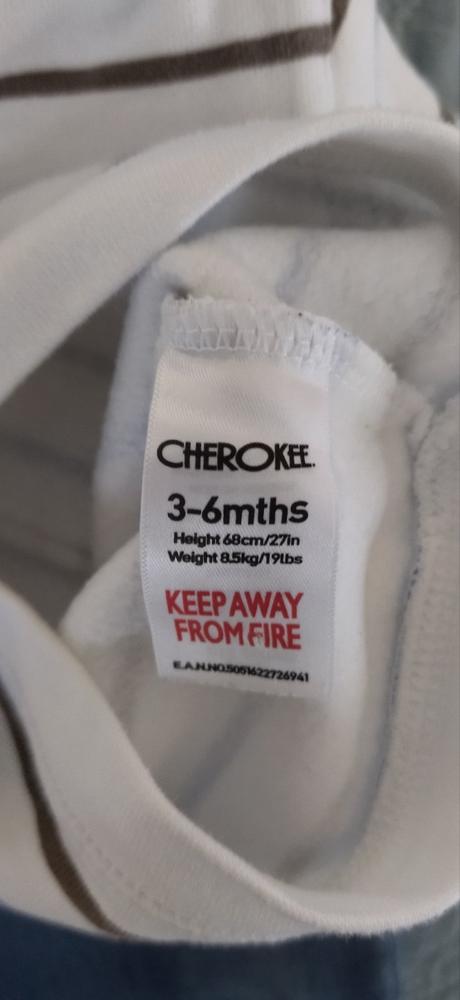 CHEROKEE.
3-6mths
Height 68cm/27in
Weight 8.5kg/19lbs
KEEP AWAY
FROM FIRE
E.A.N.NO.5051622726941